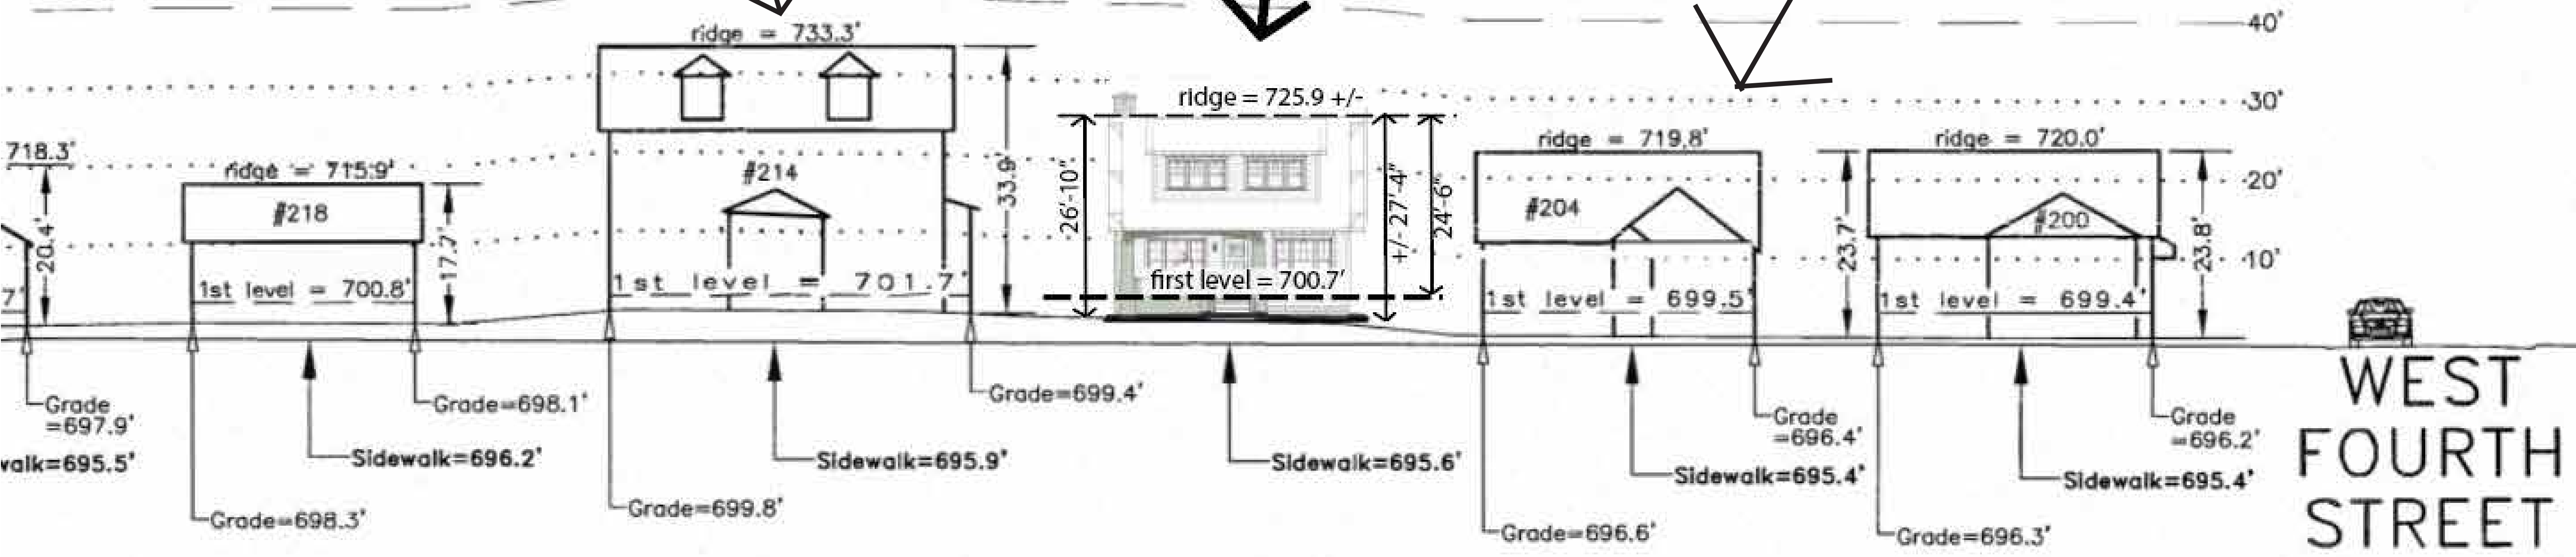 40'
ridge = 733.3'
30'
ridge = 725.9 +/-
718.3'
ridge = 715.9'
ridge = 719.8'
ridge = 720.0'
20'
#214
#218
#204
#200
20.4'
17.7'
33.9'
26'-10"
+/- 27'-4"
24'-6"
23.7'
23.8'
10'
7'
1st level = 700.8'
1st level = 701.7'
first level = 700.7'
1st level = 699.5'
1st level = 699.4'
Grade
=697.9'
Grade=698.1'
Grade=699.4'
Grade
=696.4'
Grade
=696.2'
walk=695.5'
Sidewalk=696.2'
Sidewalk=695.9'
Sidewalk=695.6'
Sidewalk=695.4'
Sidewalk=695.4'
Grade=698.3'
Grade=699.8'
Grade=696.6'
Grade=696.3'
WEST
FOURTH
STREET